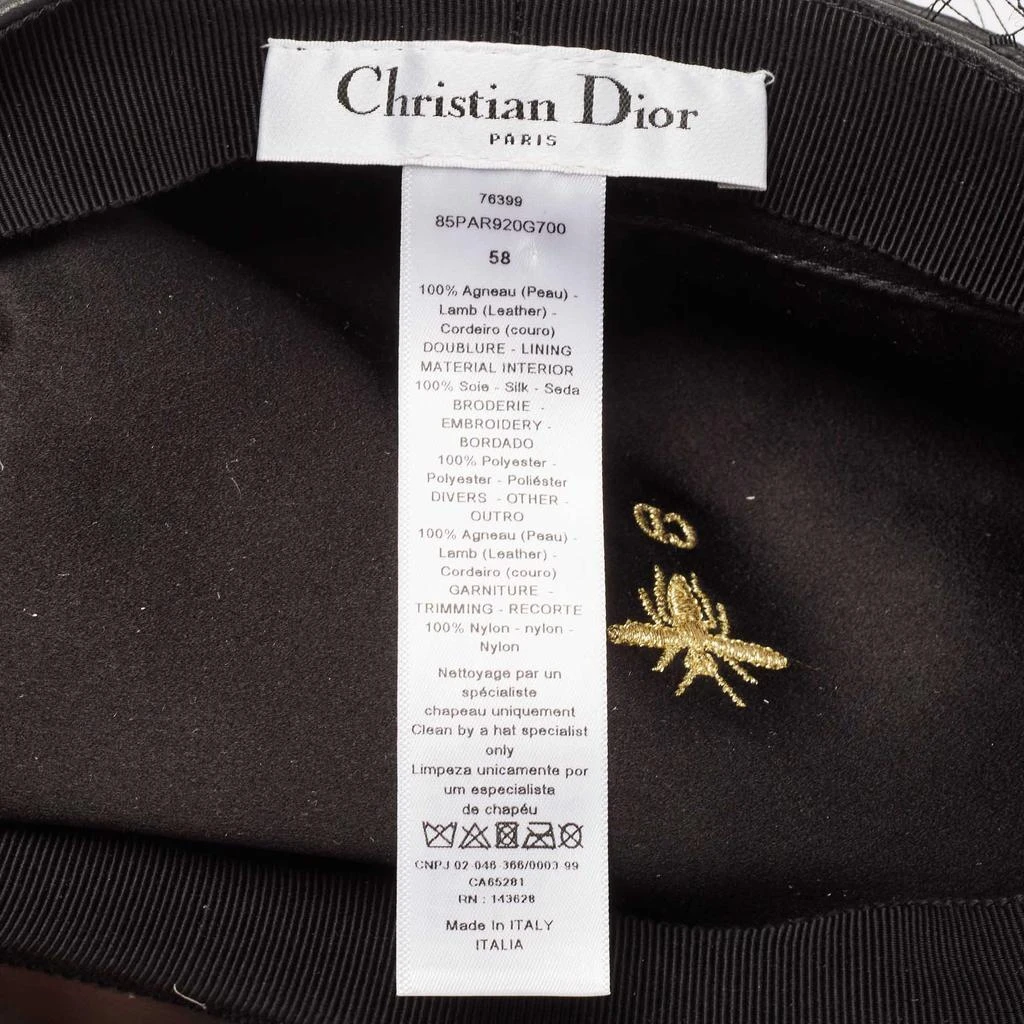 Christian Dior
PARIS
76399
85PAR920G700
58
100% Agneau (Peau) -
Lamb (Leather) -
Cordeiro (couro)
DOUBLURE - LINING
MATERIAL INTERIOR
100% Soie - Silk - Seda
BRODERIE -
EMBROIDERY -
BORDADO
100% Polyester -
Polyester - Poliéster
DIVERS - OTHER -
OUTRO
100% Agneau (Peau) -
Lamb (Leather) -
Cordeiro (couro)
GARNITURE -
TRIMMING - RECORTE
100% Nylon - nylon -
Nylon
Nettoyage par un
spécialiste
chapeau uniquement
Clean by a hat specialist
only
Limpeza unicamente por
um especialista
de chapéu
CNPJ 02-046-366/0003-99
CA65281
RN : 143628
Made In ITALY
ITALIA